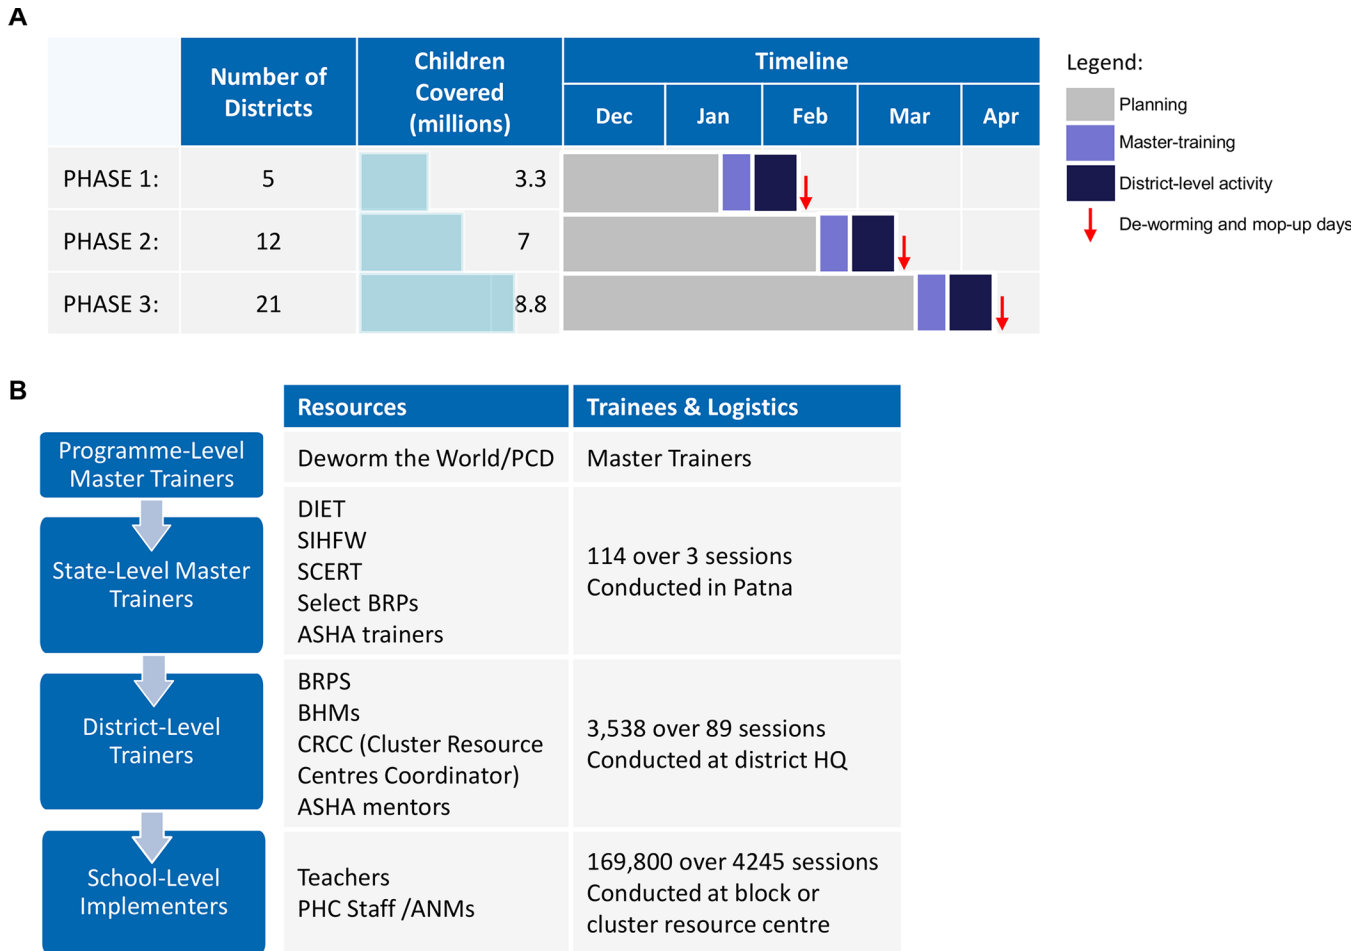 A
Number of
Districts
Children
Covered
(millions)
Timeline
Dec
Jan
Feb
Mar
Apr
PHASE 1:
5
3.3
PHASE 2:
12
7
PHASE 3:
21
8.8
Legend:
Planning
Master-training
District-level activity
De-worming and mop-up days
B
Resources
Trainees & Logistics
Programme-Level
Master Trainers
Deworm the World/PCD
Master Trainers
State-Level Master
Trainers
DIET
SIHFW
SCERT
Select BRPs
ASHA trainers
114 over 3 sessions
Conducted in Patna
District-Level
Trainers
BRPS
BHMs
CRCC (Cluster Resource
Centres Coordinator)
ASHA mentors
3,538 over 89 sessions
Conducted at district HQ
School-Level
Implementers
Teachers
PHC Staff /ANMs
169,800 over 4245 sessions
Conducted at block or
cluster resource centre